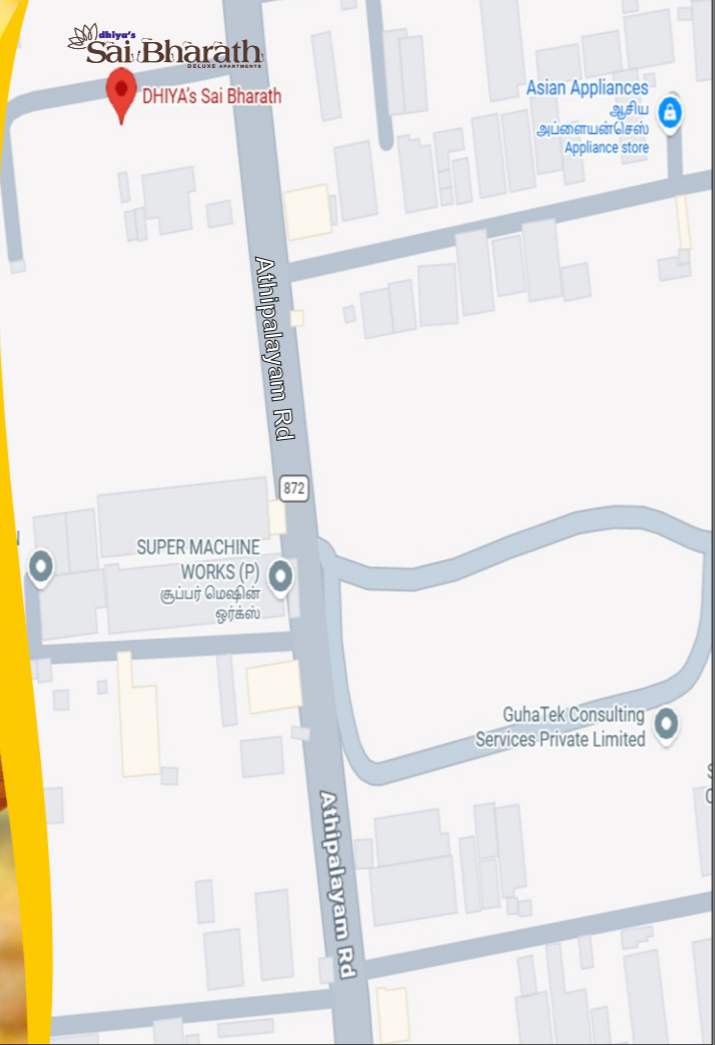 dhiya's
Sai Bharath
DELUXE APARTMENTS
DHIYA's Sai Bharath
Asian Appliances
ஆசிய
அப்ளையன்செஸ்
Appliance store
Athipalayam Rd
872
SUPER MACHINE
WORKS (P)
சூப்பர் மெஷின்
ஒர்க்ஸ்
GuhaTek Consulting
Services Private Limited
Athipalayam Rd